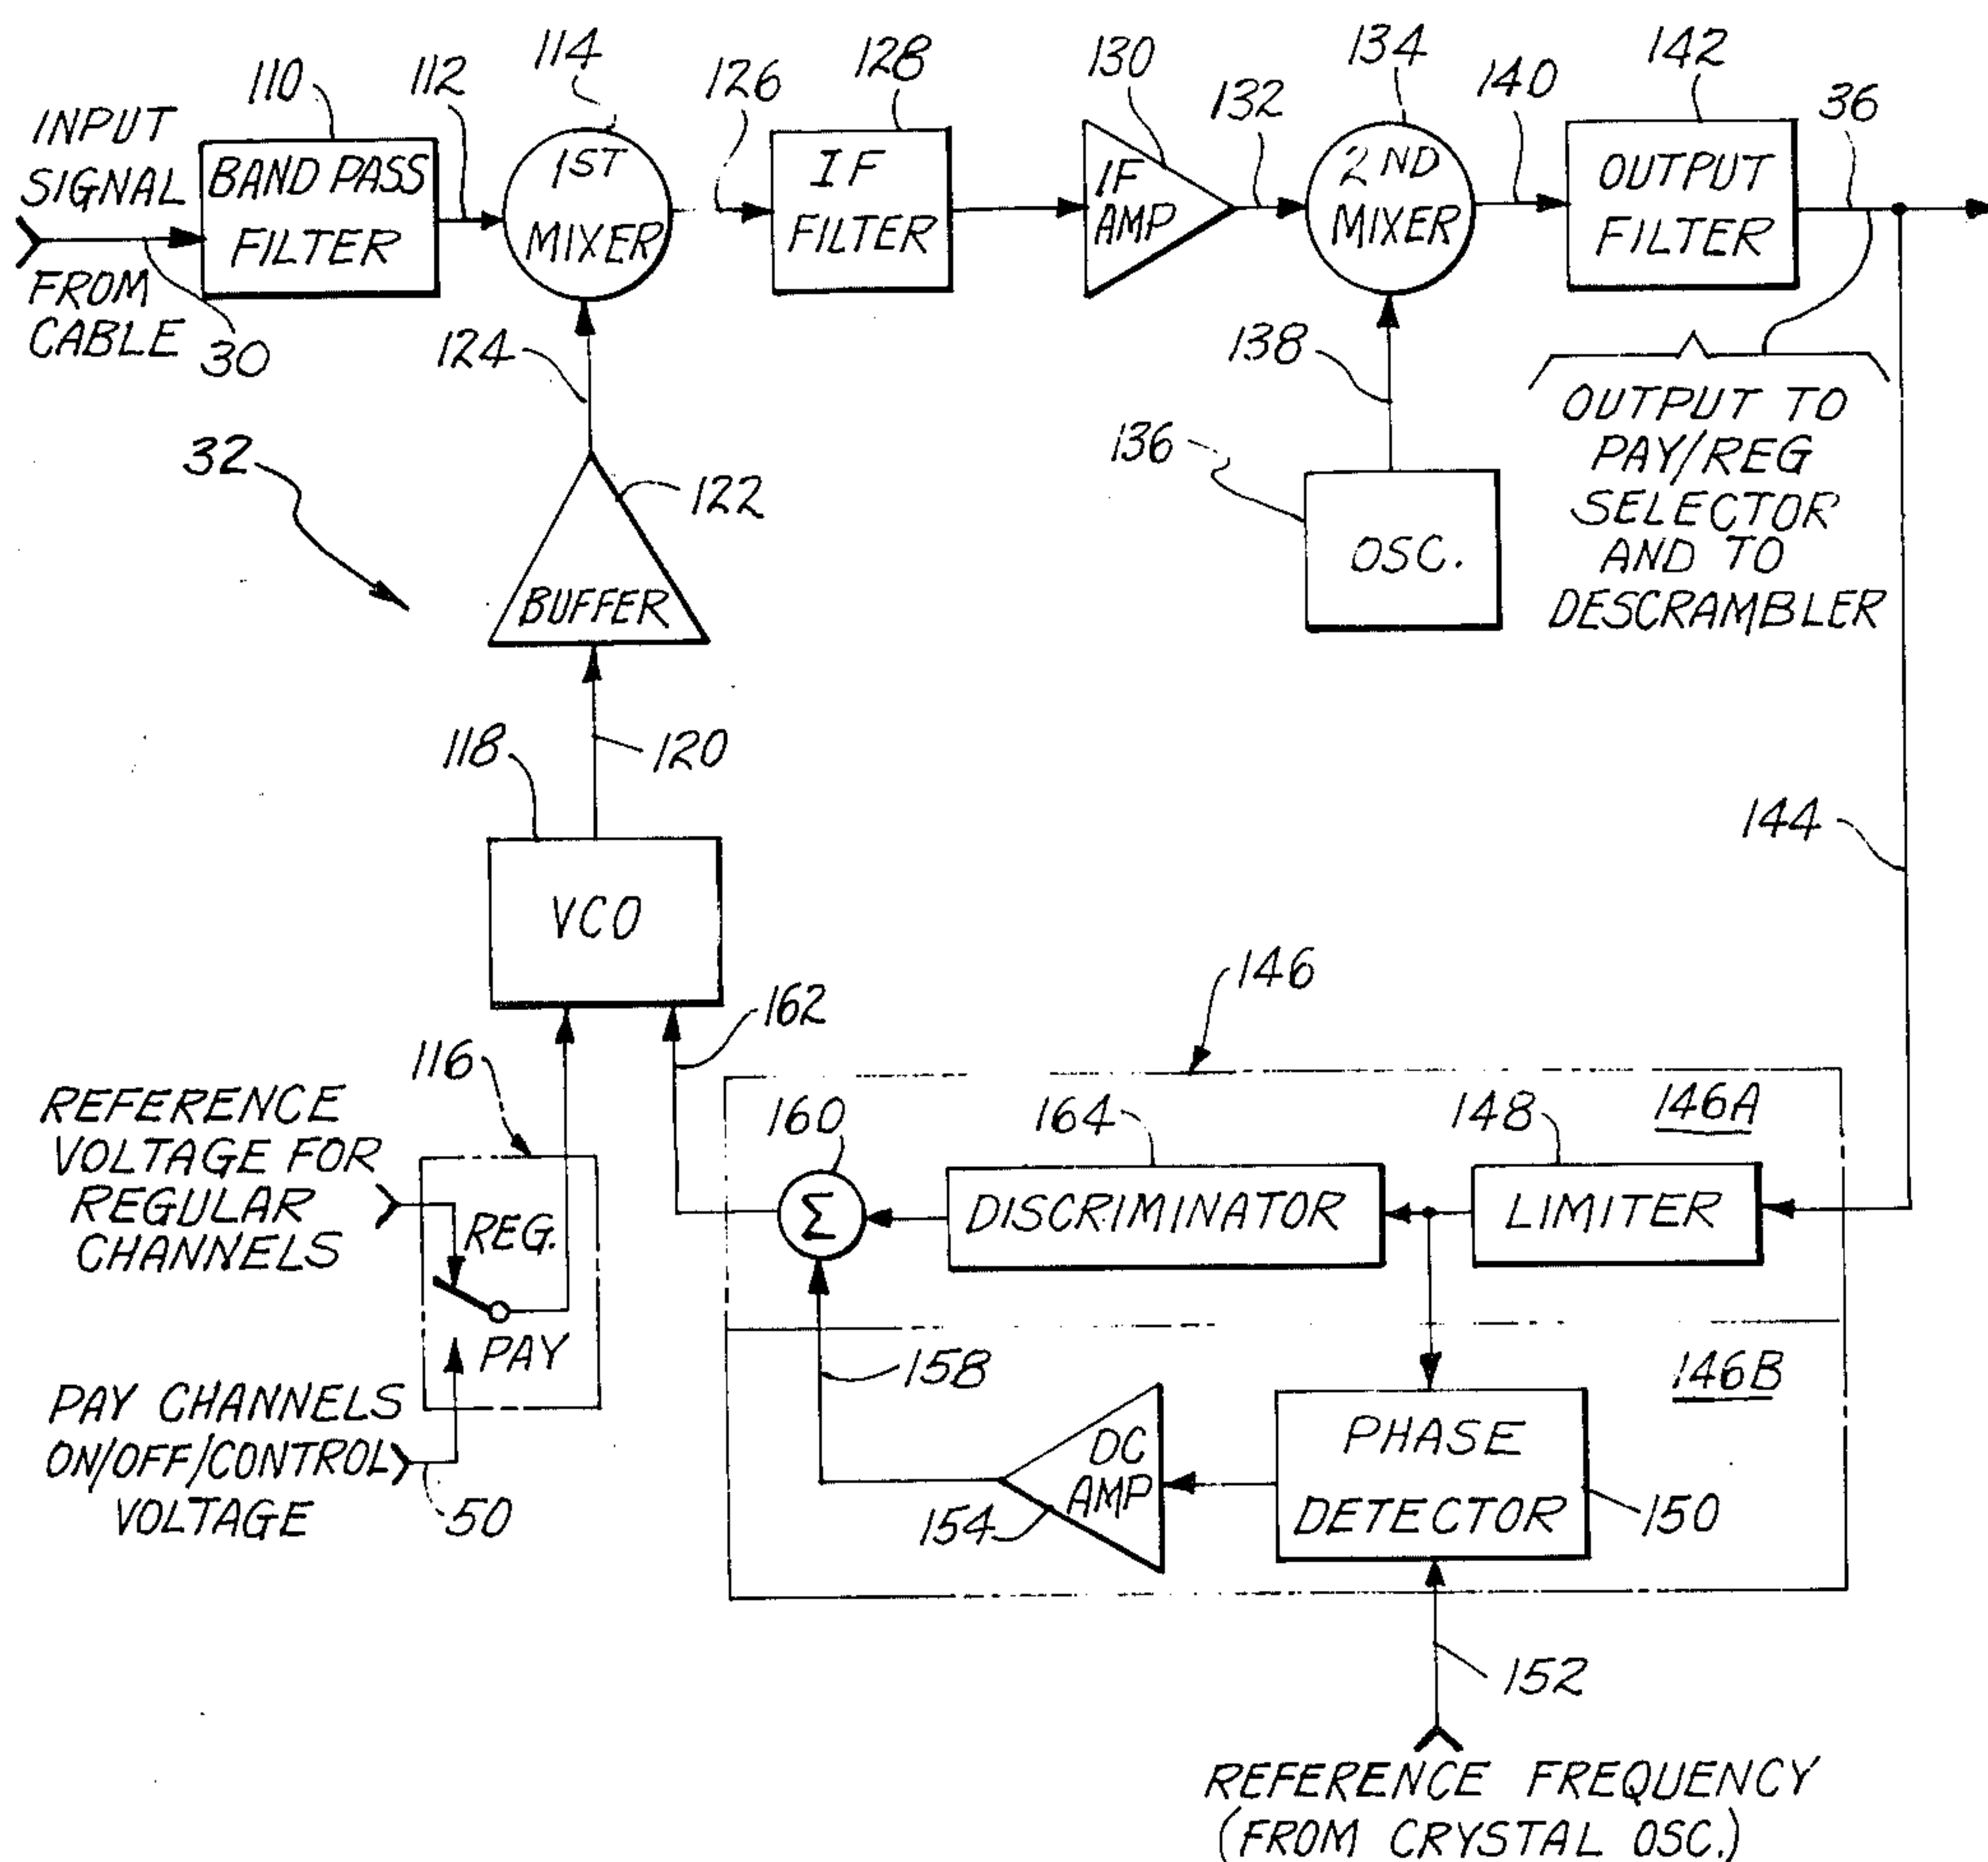 114
128
130
134
142
110
112
126
132
140
36
INPUT
SIGNAL
FROM
CABLE
30
BAND PASS
FILTER
1ST
MIXER
IF
FILTER
IF
AMP
2ND
MIXER
OUTPUT
FILTER
124
138
32
122
BUFFER
136
OSC.
OUTPUT TO
PAY/REG
SELECTOR
AND TO
DESCRAMBLER
118
120
144
VCO
146
162
116
REFERENCE
VOLTAGE FOR
REGULAR
CHANNELS
REG.
PAY
PAY CHANNELS
ON/OFF/CONTROL
VOLTAGE
50
160
164
148
146A
Σ
DISCRIMINATOR
LIMITER
158
146B
DC
AMP
154
PHASE
DETECTOR
150
152
REFERENCE FREQUENCY
(FROM CRYSTAL OSC.)